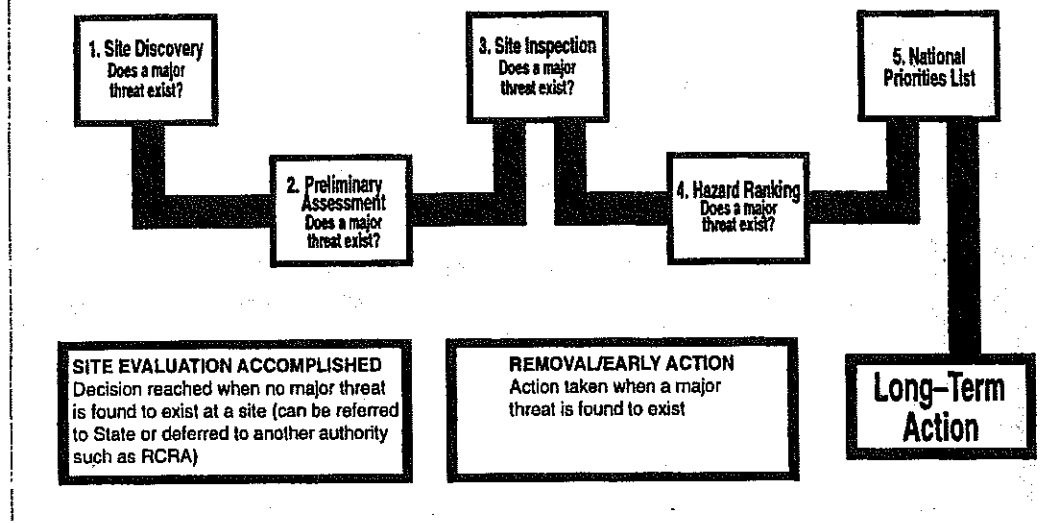 1. Site Discovery
Does a major
threat exist?
2. Preliminary
Assessment
Does a major
threat exist?
3. Site Inspection
Does a major
threat exist?
4. Hazard Ranking
Does a major
threat exist?
5. National
Priorities List
SITE EVALUATION ACCOMPLISHED
Decision reached when no major threat
is found to exist at a site (can be referred
to State or deferred to another authority
such as RCRA)
REMOVAL/EARLY ACTION
Action taken when a major
threat is found to exist
Long–Term
Action